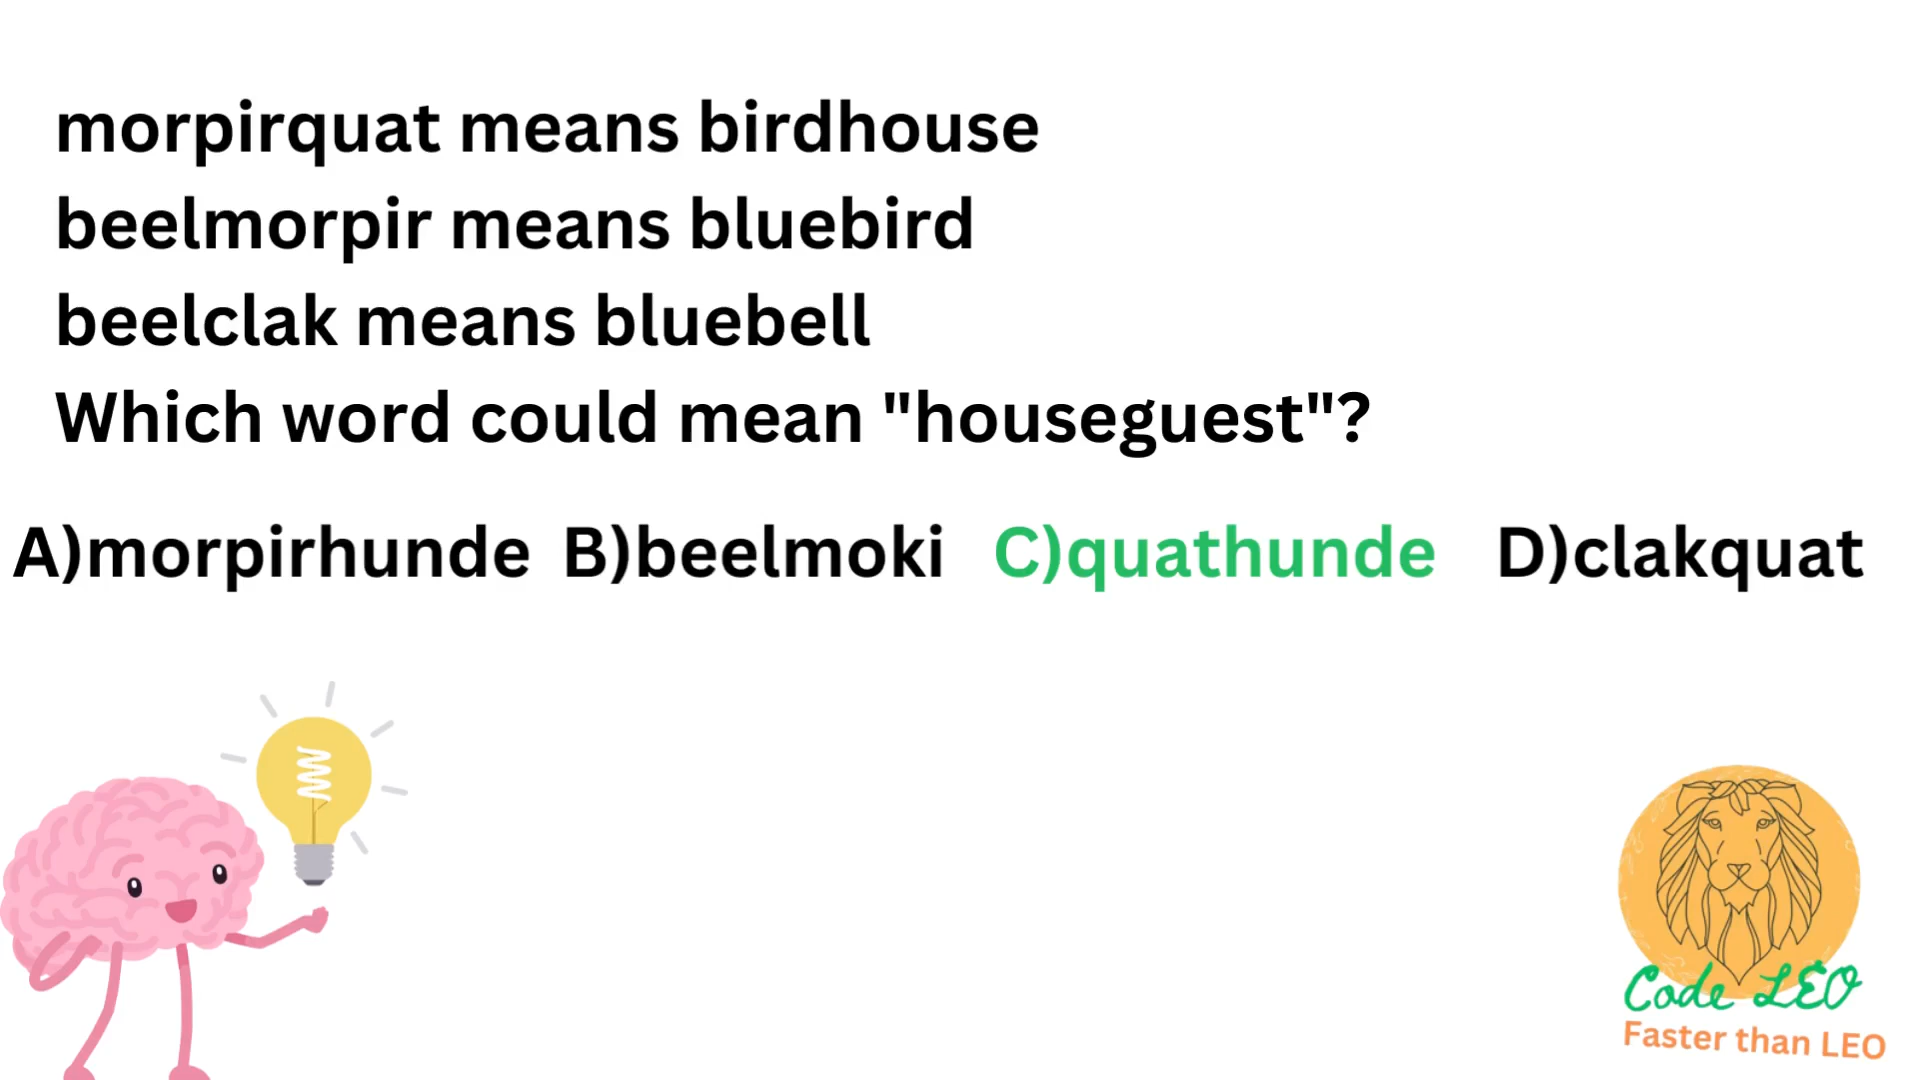 morpirquat means birdhouse
beelmorpir means bluebird
beelclak means bluebell
Which word could mean "houseguest"?
A)morpirhunde B)beelmoki C)quathunde D)clakquat
Code LEO
Faster than LEO